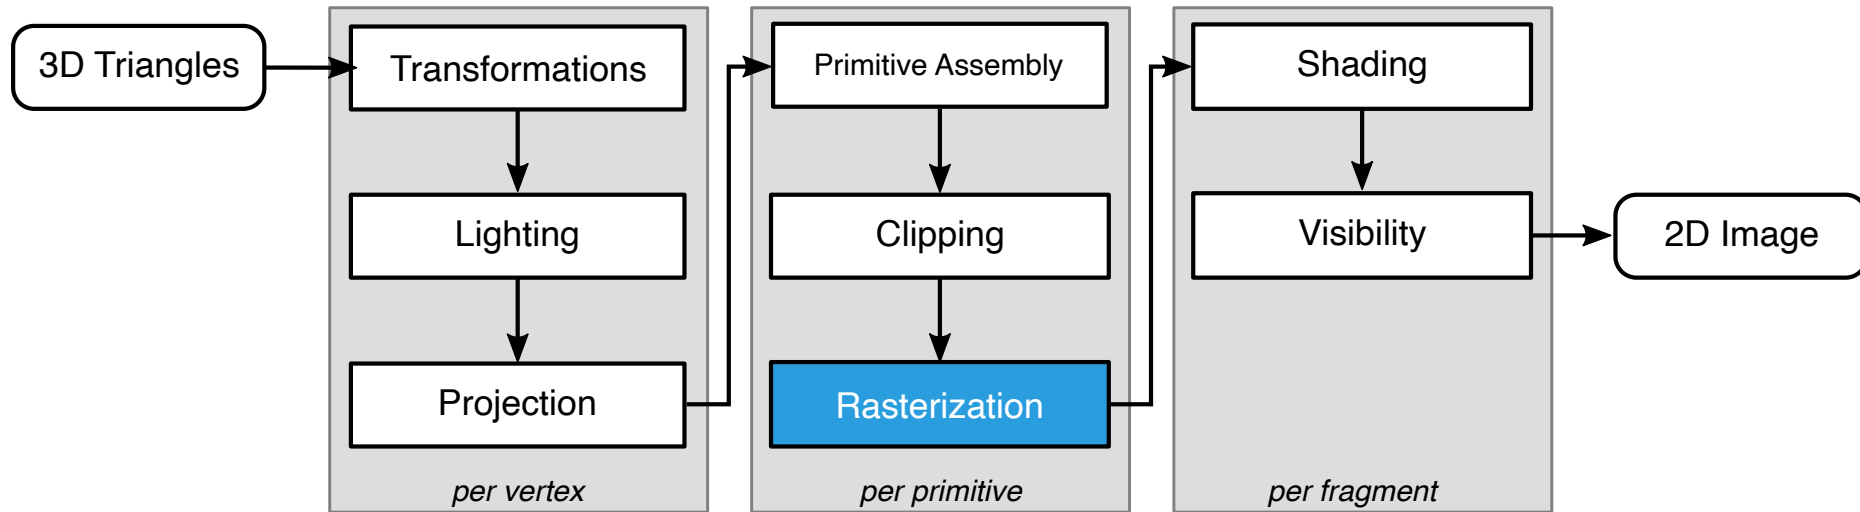 3D Triangles
Transformations
Lighting
Projection
per vertex
Primitive Assembly
Clipping
Rasterization
per primitive
Shading
Visibility
per fragment
2D Image